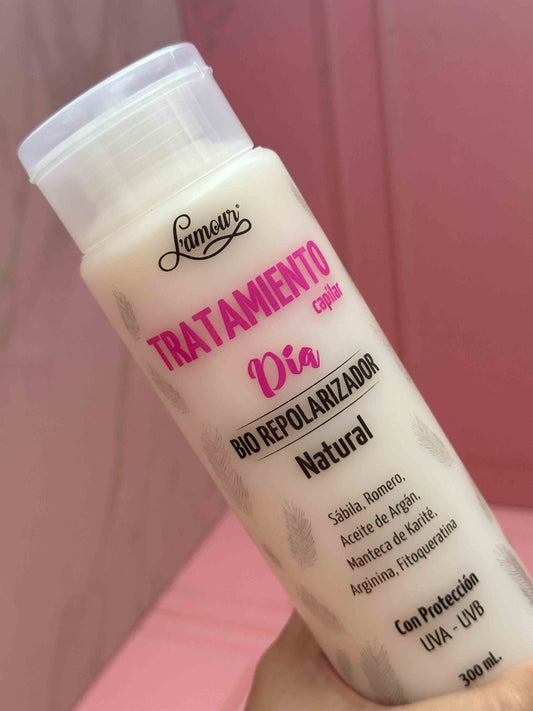 L'amour®
TRATAMIENTO
capilar
Día
BIO REPOLARIZADOR
Natural
Sábila, Romero,
Aceite de Argán,
Manteca de Karité,
Arginina, Fitoqueratina
Con Protección
UVA - UVB
300 mL.